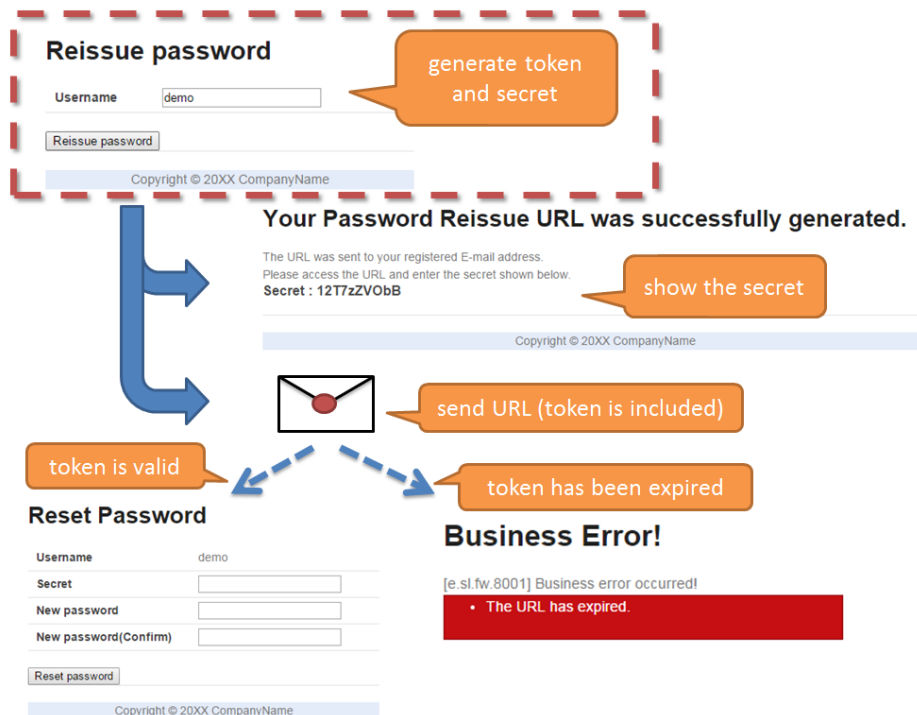 Reissue password
generate token
and secret
Username demo
Reissue password
Copyright © 20XX CompanyName
Your Password Reissue URL was successfully generated.
The URL was sent to your registered E-mail address.
Please access the URL and enter the secret shown below.
Secret : 12T7zZVObB
show the secret
Copyright © 20XX CompanyName
send URL (token is included)
token is valid
token has been expired
Reset Password
Username demo
Secret
New password
New password(Confirm)
Reset password
Copyright © 20XX CompanyName
Business Error!
[e.sl.fw.8001] Business error occurred!
• The URL has expired.